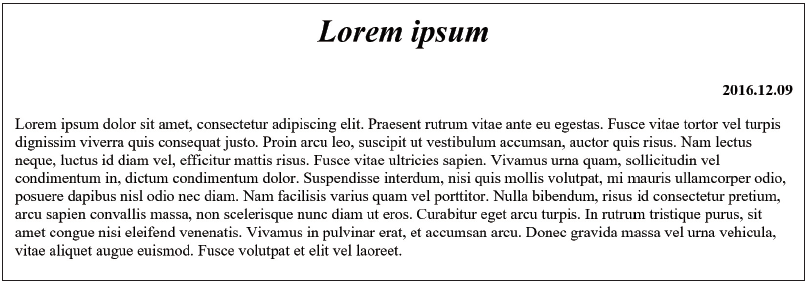 Lorem ipsum
2016.12.09
Lorem ipsum dolor sit amet, consectetur adipiscing elit. Praesent rutrum vitae ante eu egestas. Fusce vitae tortor vel turpis
dignissim viverra quis consequat justo. Proin arcu leo, suscipit ut vestibulum accumsan, auctor quis risus. Nam lectus
neque, luctus id diam vel, efficitur mattis risus. Fusce vitae ultricies sapien. Vivamus urna quam, sollicitudin vel
condimentum in, dictum condimentum dolor. Suspendisse interdum, nisi quis mollis volutpat, mi mauris ullamcorper odio,
posuere dapibus nisl odio nec diam. Nam facilisis varius quam vel porttitor. Nulla bibendum, risus id consectetur pretium,
arcu sapien convallis massa, non scelerisque nunc diam ut eros. Curabitur eget arcu turpis. In rutrum tristique purus, sit
amet congue nisi eleifend venenatis. Vivamus in pulvinar erat, et accumsan arcu. Donec gravida massa vel urna vehicula,
vitae aliquet augue euismod. Fusce volutpat et elit vel laoreet.